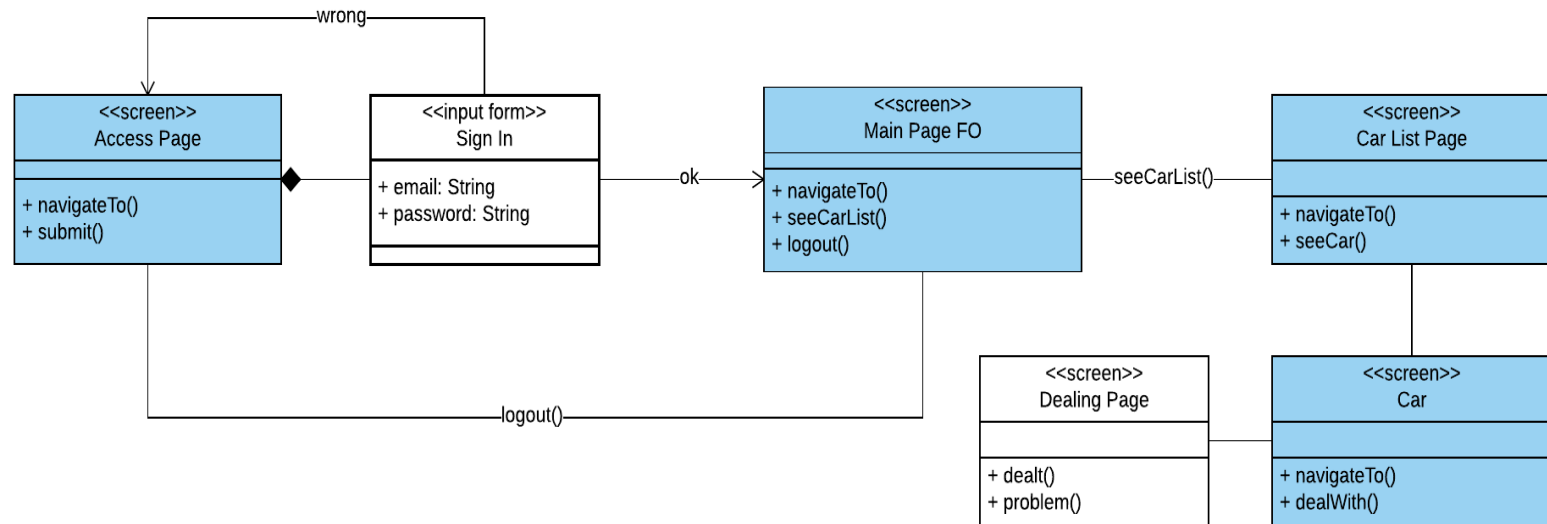 wrong
<<screen>>
Access Page
+ navigateTo()
+ submit()
<<input form>>
Sign In
+ email: String
+ password: String
ok
<<screen>>
Main Page FO
+ navigateTo()
+ seeCarList()
+ logout()
seeCarList()
<<screen>>
Car List Page
+ navigateTo()
+ seeCar()
logout()
<<screen>>
Dealing Page
+ dealt()
+ problem()
<<screen>>
Car
+ navigateTo()
+ dealWith()